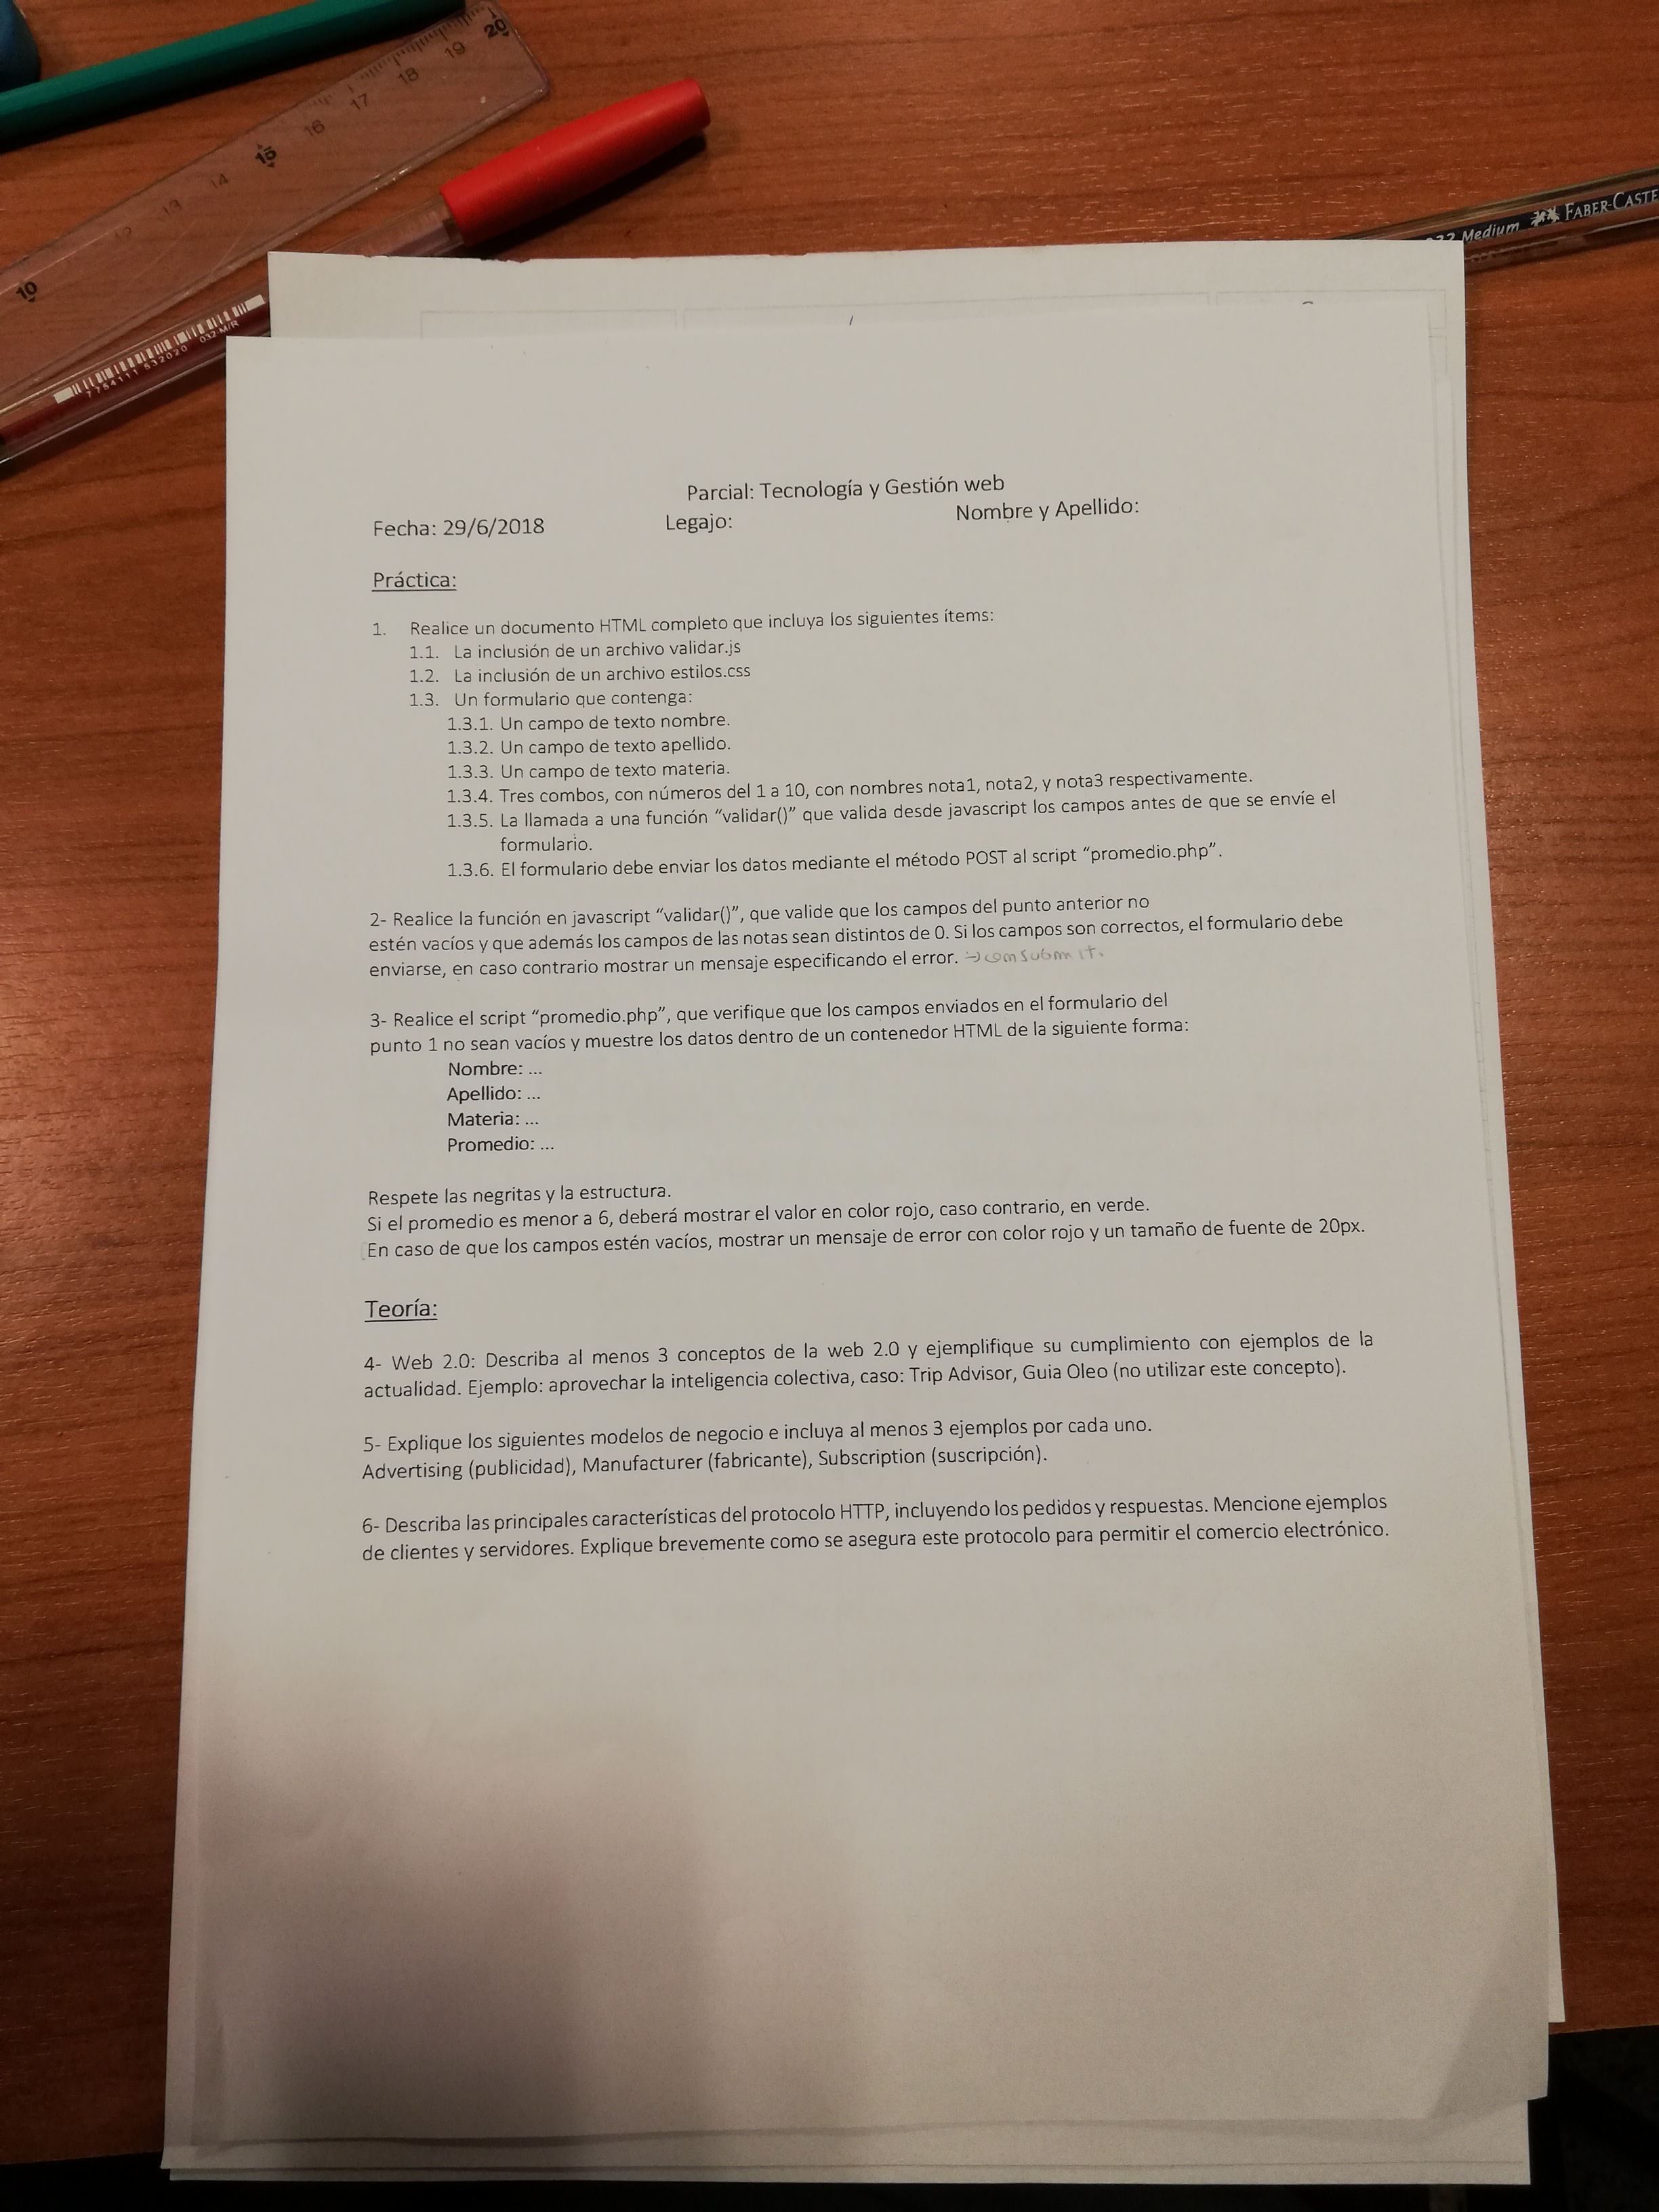 20
19
18
17
16
15
14
13
12
10
7754111 532020 032-M/R
Medium FABER-CASTE
Parcial: Tecnología y Gestión web
Fecha: 29/6/2018 Legajo: Nombre y Apellido:
Práctica:
1. Realice un documento HTML completo que incluya los siguientes ítems:
1.1. La inclusión de un archivo validar.js
1.2. La inclusión de un archivo estilos.css
1.3. Un formulario que contenga:
1.3.1. Un campo de texto nombre.
1.3.2. Un campo de texto apellido.
1.3.3. Un campo de texto materia.
1.3.4. Tres combos, con números del 1 a 10, con nombres nota1, nota2, y nota3 respectivamente.
1.3.5. La llamada a una función “validar()” que valida desde javascript los campos antes de que se envíe el
formulario.
1.3.6. El formulario debe enviar los datos mediante el método POST al script “promedio.php”.
2- Realice la función en javascript “validar()”, que valide que los campos del punto anterior no
estén vacíos y que además los campos de las notas sean distintos de 0. Si los campos son correctos, el formulario debe
enviarse, en caso contrario mostrar un mensaje especificando el error.
3- Realice el script “promedio.php”, que verifique que los campos enviados en el formulario del
punto 1 no sean vacíos y muestre los datos dentro de un contenedor HTML de la siguiente forma:
Nombre: ...
Apellido: ...
Materia: ...
Promedio: ...
Respete las negritas y la estructura.
Si el promedio es menor a 6, deberá mostrar el valor en color rojo, caso contrario, en verde.
En caso de que los campos estén vacíos, mostrar un mensaje de error con color rojo y un tamaño de fuente de 20px.
Teoría:
4- Web 2.0: Describa al menos 3 conceptos de la web 2.0 y ejemplifique su cumplimiento con ejemplos de la
actualidad. Ejemplo: aprovechar la inteligencia colectiva, caso: Trip Advisor, Guia Oleo (no utilizar este concepto).
5- Explique los siguientes modelos de negocio e incluya al menos 3 ejemplos por cada uno.
Advertising (publicidad), Manufacturer (fabricante), Subscription (suscripción).
6- Describa las principales características del protocolo HTTP, incluyendo los pedidos y respuestas. Mencione ejemplos
de clientes y servidores. Explique brevemente como se asegura este protocolo para permitir el comercio electrónico.